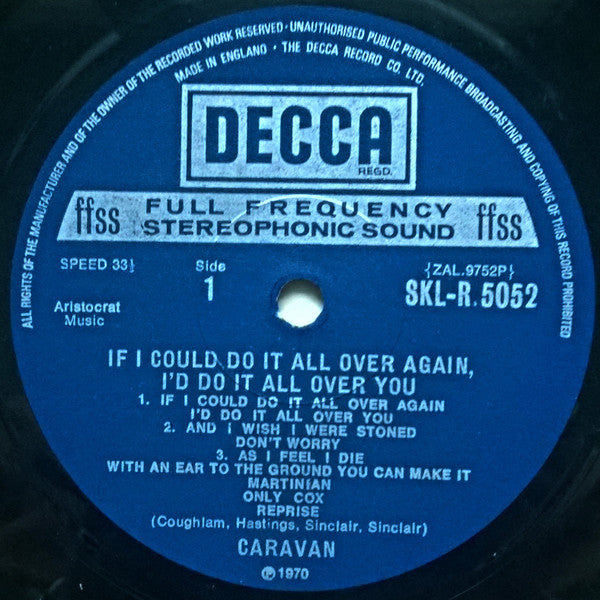 ALL RIGHTS OF THE MANUFACTURER AND OF THE OWNER OF THE RECORDED WORK RESERVED · UNAUTHORISED PUBLIC PERFORMANCE BROADCASTING AND COPYING OF THIS RECORD PROHIBITED
MADE IN ENGLAND · THE DECCA RECORD CO. LTD.
DECCA
REGD.
ffss FULL FREQUENCY ffss
STEREOPHONIC SOUND
SPEED 33⅓ Side {ZAL.9752P}
1 SKL-R.5052
Aristocrat
Music
IF I COULD DO IT ALL OVER AGAIN,
I'D DO IT ALL OVER YOU
1. IF I COULD DO IT ALL OVER AGAIN
I'D DO IT ALL OVER YOU
2. AND I WISH I WERE STONED
DON'T WORRY
3. AS I FEEL I DIE
WITH AN EAR TO THE GROUND YOU CAN MAKE IT
MARTINIAN
ONLY COX
REPRISE
(Coughlam, Hastings, Sinclair, Sinclair)
CARAVAN
℗1970